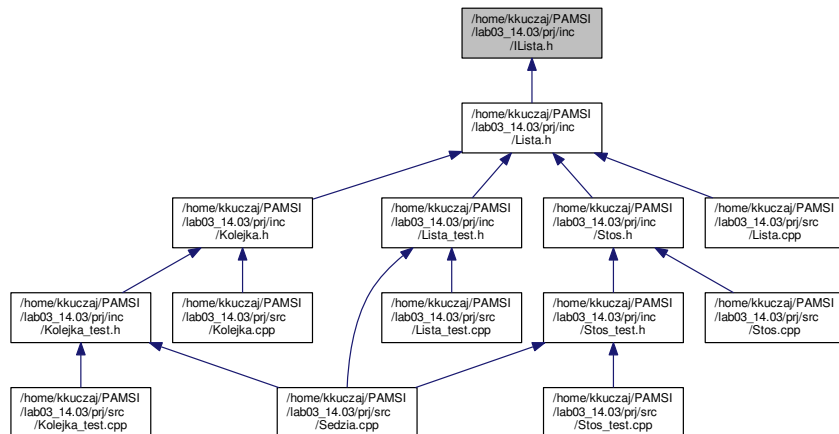 /home/kkuczaj/PAMSI
/lab03_14.03/prj/inc
/ILista.h
/home/kkuczaj/PAMSI
/lab03_14.03/prj/inc
/Lista.h
/home/kkuczaj/PAMSI
/lab03_14.03/prj/inc
/Kolejka.h
/home/kkuczaj/PAMSI
/lab03_14.03/prj/inc
/Lista_test.h
/home/kkuczaj/PAMSI
/lab03_14.03/prj/inc
/Stos.h
/home/kkuczaj/PAMSI
/lab03_14.03/prj/src
/Lista.cpp
/home/kkuczaj/PAMSI
/lab03_14.03/prj/inc
/Kolejka_test.h
/home/kkuczaj/PAMSI
/lab03_14.03/prj/src
/Kolejka.cpp
/home/kkuczaj/PAMSI
/lab03_14.03/prj/src
/Lista_test.cpp
/home/kkuczaj/PAMSI
/lab03_14.03/prj/inc
/Stos_test.h
/home/kkuczaj/PAMSI
/lab03_14.03/prj/src
/Stos.cpp
/home/kkuczaj/PAMSI
/lab03_14.03/prj/src
/Kolejka_test.cpp
/home/kkuczaj/PAMSI
/lab03_14.03/prj/src
/Sedzia.cpp
/home/kkuczaj/PAMSI
/lab03_14.03/prj/src
/Stos_test.cpp